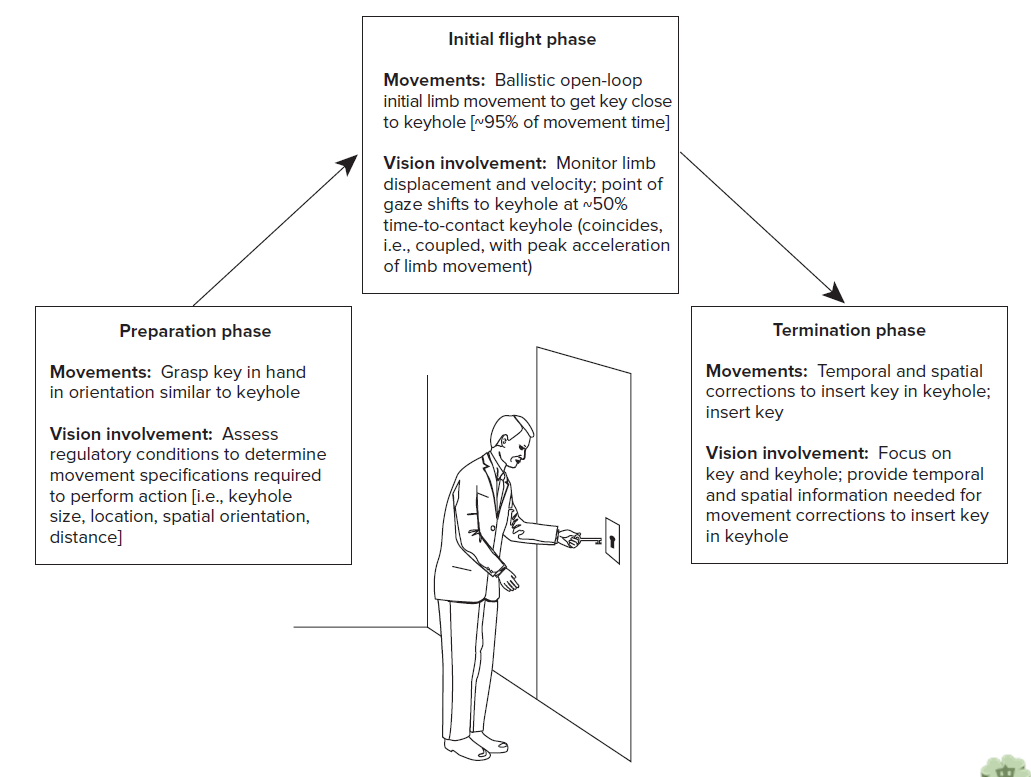 Initial flight phase
Movements: Ballistic open-loop
initial limb movement to get key close
to keyhole [~95% of movement time]
Vision involvement: Monitor limb
displacement and velocity; point of
gaze shifts to keyhole at ~50%
time-to-contact keyhole (coincides,
i.e., coupled, with peak acceleration
of limb movement)
Preparation phase
Movements: Grasp key in hand
in orientation similar to keyhole
Vision involvement: Assess
regulatory conditions to determine
movement specifications required
to perform action [i.e., keyhole
size, location, spatial orientation,
distance]
Termination phase
Movements: Temporal and spatial
corrections to insert key in keyhole;
insert key
Vision involvement: Focus on
key and keyhole; provide temporal
and spatial information needed for
movement corrections to insert key
in keyhole